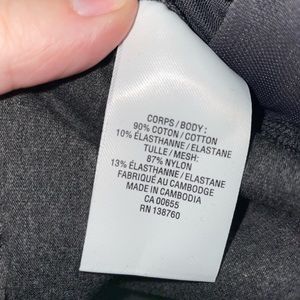 CORPS / BODY :
90% COTON / COTTON
10% ÉLASTHANNE / ELASTANE
TULLE / MESH:
87% NYLON
13% ÉLASTHANNE / ELASTANE
FABRIQUÉ AU CAMBODGE
MADE IN CAMBODIA
CA 00655
RN 138760